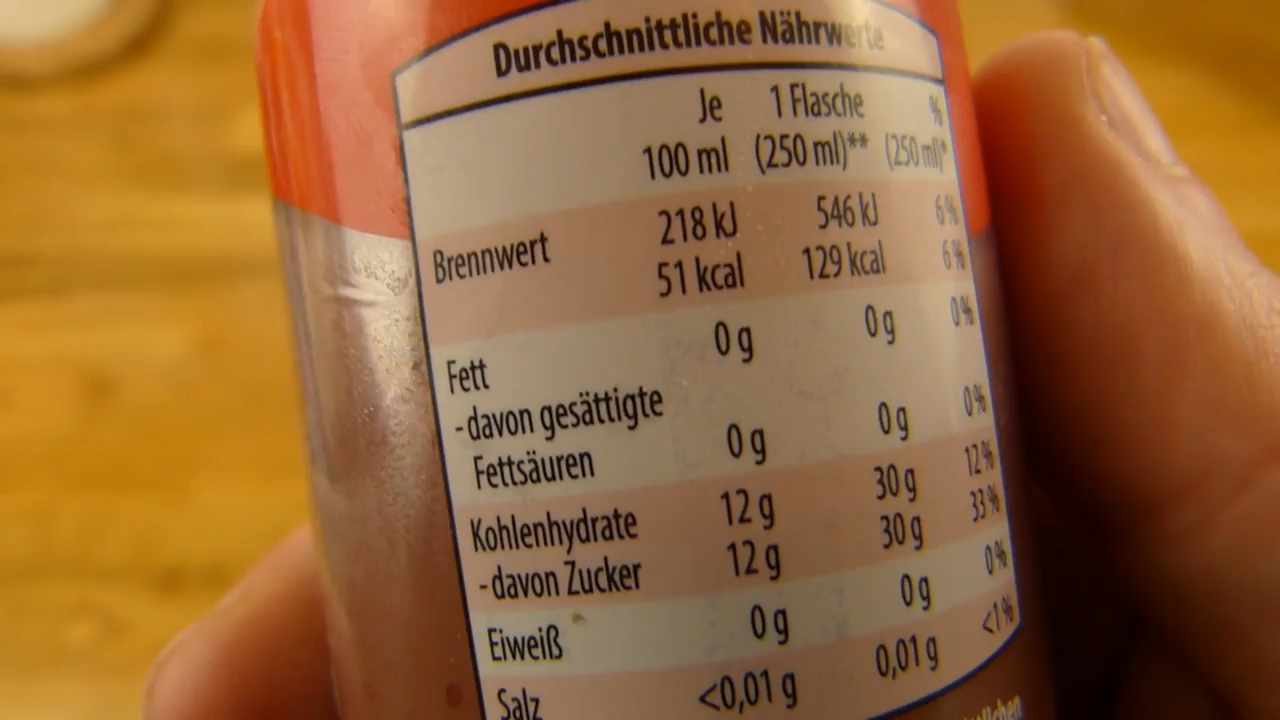 Durchschnittliche Nährwerte
Je 1 Flasche %
100 ml (250 ml)** (250 ml)*
218 kJ 546 kJ 6%
Brennwert
51 kcal 129 kcal 6%
Fett 0 g 0 g 0%
-davon gesättigte
Fettsäuren 0 g 0 g 0%
Kohlenhydrate 12 g 30 g 12%
-davon Zucker 12 g 30 g 33%
Eiweiß 0 g 0 g 0%
Salz <0,01 g 0,01 g <1%